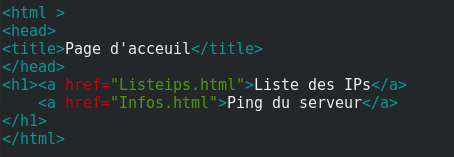 <html >
<head>
<title>Page d'acceuil</title>
</head>
<h1><a href="Listeips.html">Liste des IPs</a>
    <a href="Infos.html">Ping du serveur</a>
</h1>
</html>